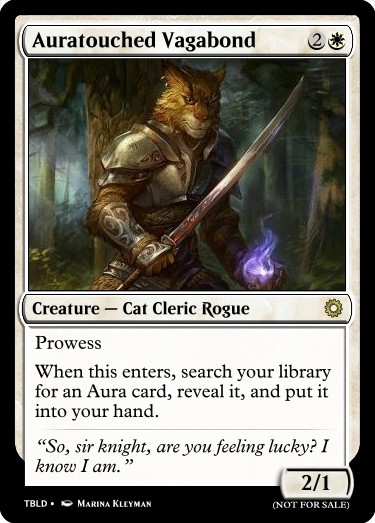 Auratouched Vagabond 2
Creature — Cat Cleric Rogue
Prowess
When this enters, search your library
for an Aura card, reveal it, and put it
into your hand.
“So, sir knight, are you feeling lucky? I
know I am.”
2/1
TBLD • Marina Kleyman
(NOT FOR SALE)